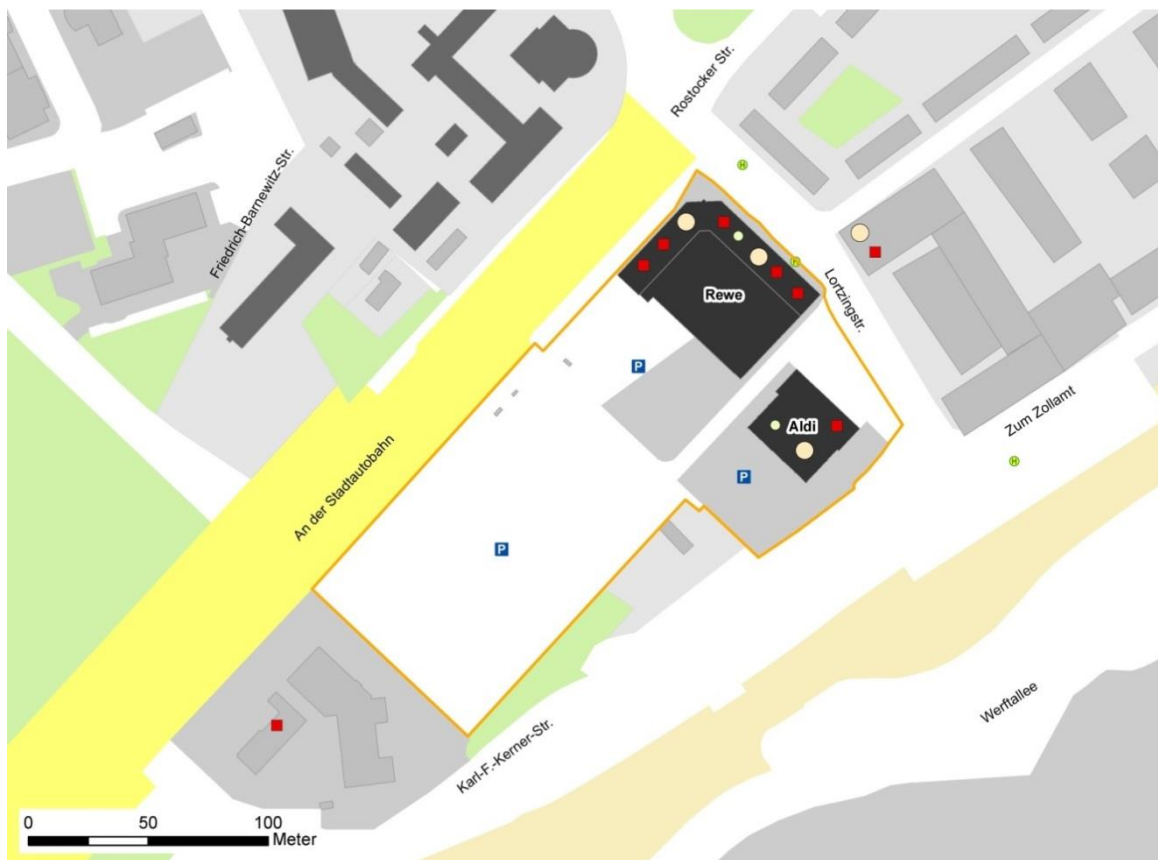 Rostocker Str.
H
Friedrich-Barnewitz-Str.
H
Lortzingstr.
Rewe
P
Zum Zollamt
Aldi
An der Stadtautobahn
H
P
P
Werftallee
Karl-F.-Kerner-Str.
0 50 100
Meter